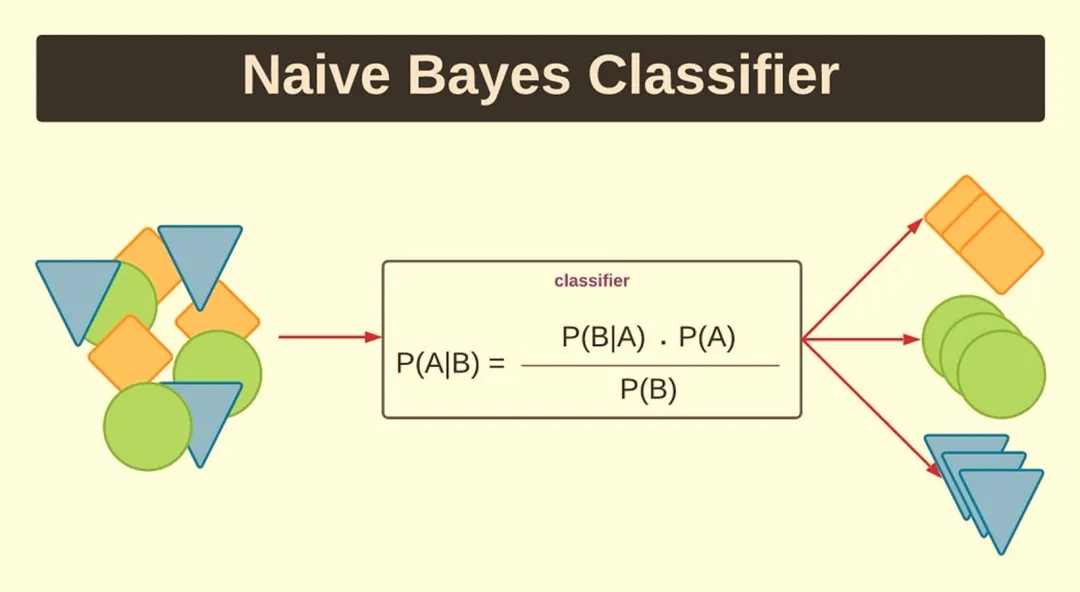 Naive Bayes Classifier
classifier
P(A|B) =
P(B|A) . P(A)
P(B)